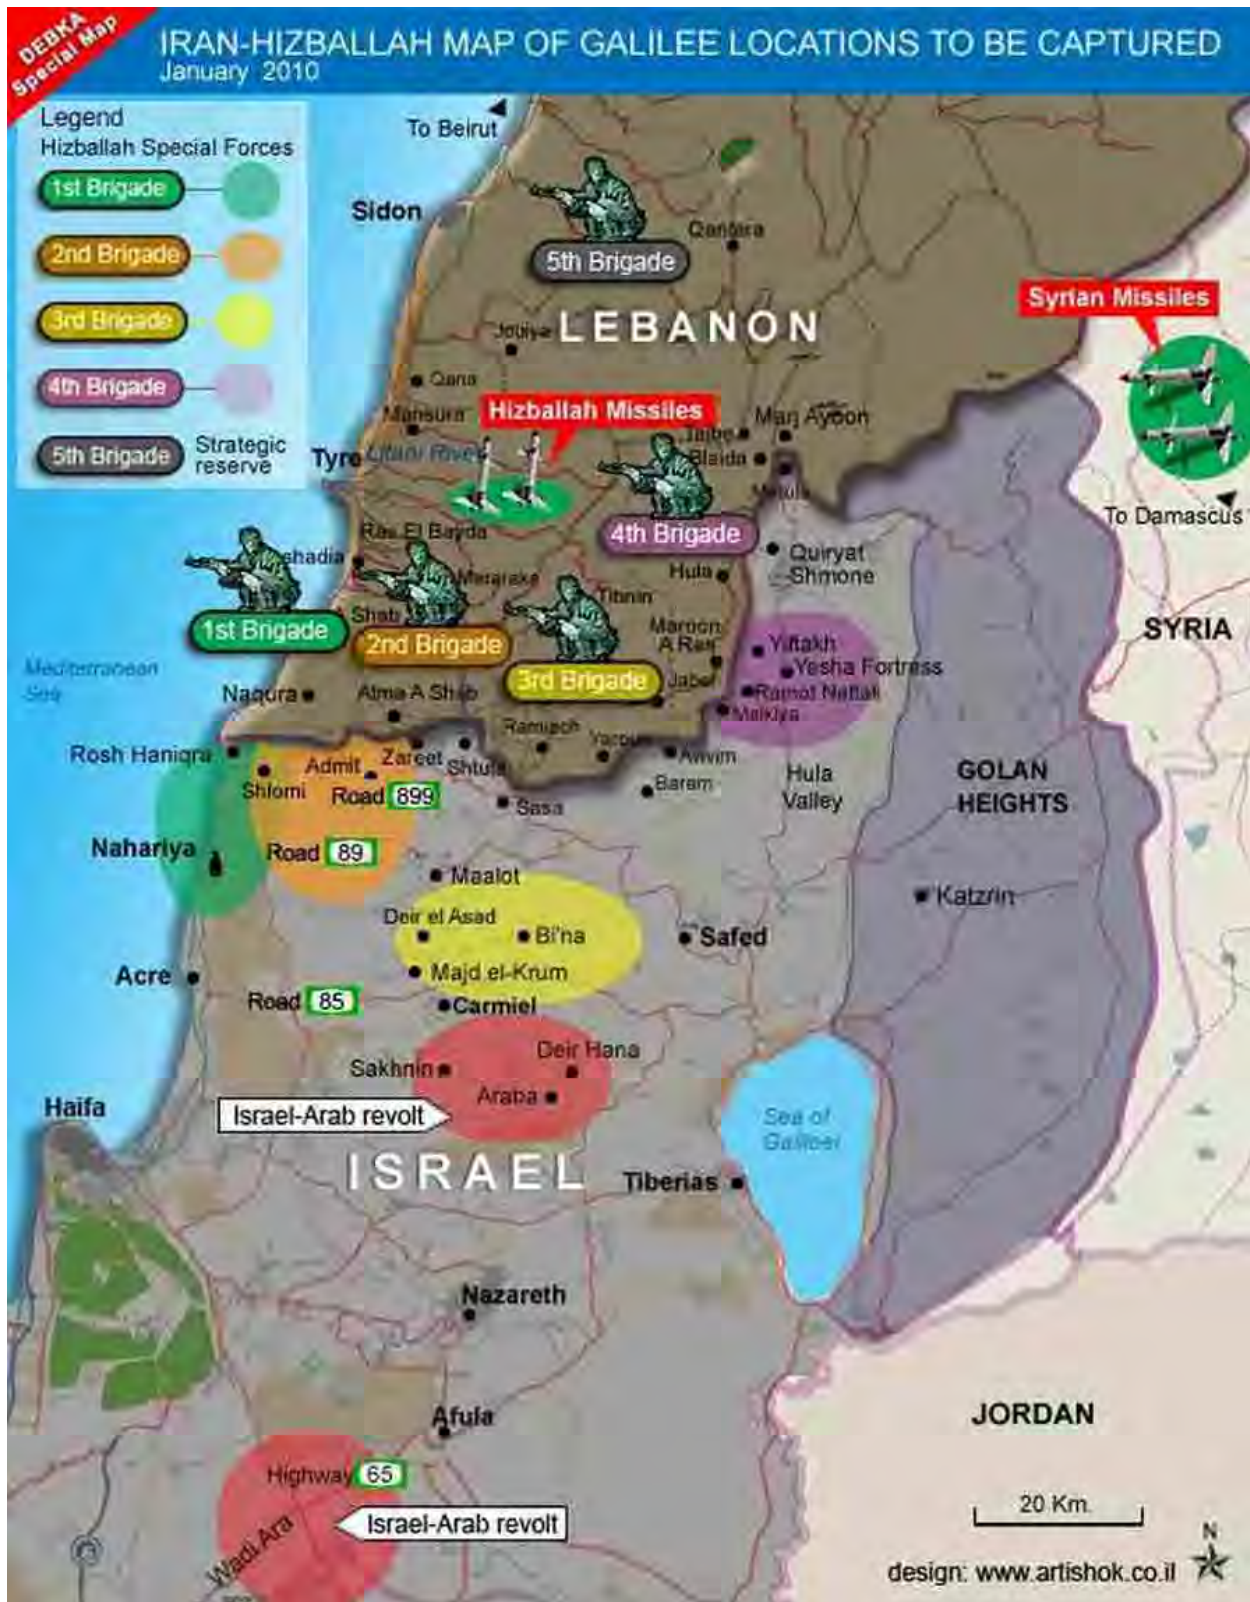 DEBKA
Special Map
IRAN-HIZBALLAH MAP OF GALILEE LOCATIONS TO BE CAPTURED
January 2010
Legend
Hizballah Special Forces
1st Brigade
2nd Brigade
3rd Brigade
4th Brigade
5th Brigade
Strategic
reserve
To Beirut
Sidon
5th Brigade
Qantara
LEBANON
Syrian Missiles
Jouiya
Qana
Mansura
Hizballah Missiles
Marj Ayoon
Taibe
Tyre
Litani River
Blaida
Metula
To Damascus
Ras El Bayda
4th Brigade
shadia
Quiryat
Shmone
Hula
Mararake
Tibnin
A Shab
1st Brigade
2nd Brigade
Maroon
A Ras
Yiftakh
SYRIA
Mediterranean
Sea
3rd Brigade
Yesha Fortress
Jabel
Ramot Naftali
Naqura
Alma A Shab
Malkiya
Ramiech
Yaroun
Rosh Haniqra
Zareet
Shtula
Avivim
Admit
Shlomi
Road 899
Barem
Hula
Valley
GOLAN
HEIGHTS
Sasa
Nahariya
Road 89
Maalot
Katzrin
Deir el Asad
Bi'na
Safed
Acre
Majd el-Krum
Road 85
Carmiel
Deir Hana
Sakhnin
Araba
Haifa
Israel-Arab revolt
Sea of
Galilee
ISRAEL
Tiberias
Nazareth
JORDAN
Afula
Highway 65
20 Km.
Israel-Arab revolt
Wadi Ara
N
design: www.artishok.co.il